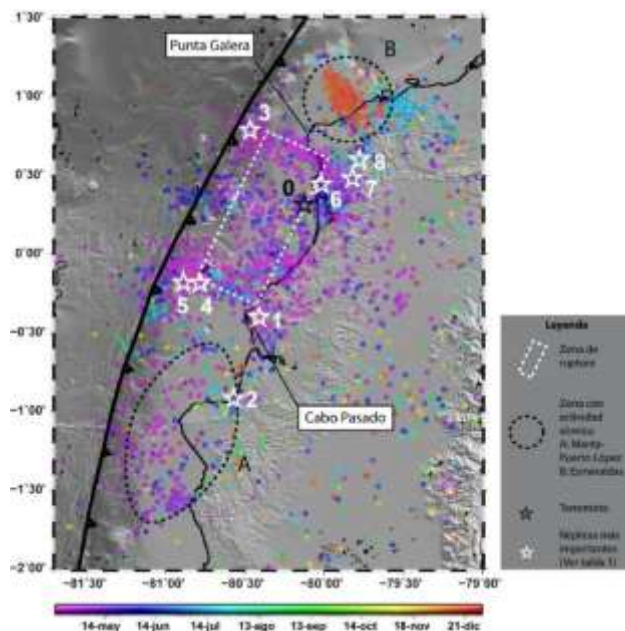 1°30'
1°00'
0°30'
0°00'
−0°30'
−1°00'
−1°30'
−2°00'
Punta Galera
B
3
8
7
0
6
5
4
1
2
Cabo Pasado
A
−81°30'
−81°00'
−80°30'
−80°00'
−79°30'
−79°00'
14-may
14-jun
14-jul
13-ago
13-sep
14-oct
18-nov
21-dic
Leyenda
Zona de
ruptura
Zona con
actividad
sísmica
A: Manta-
Puerto López
B: Esmeraldas
Terremoto
Réplicas más
importantes
(Ver tabla 1)